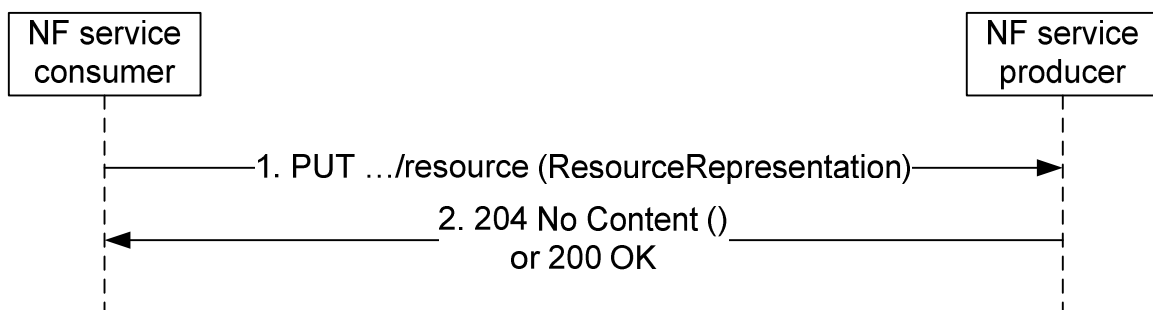 NF service
consumer
NF service
producer
1. PUT …/resource (ResourceRepresentation)
2. 204 No Content ()
or 200 OK